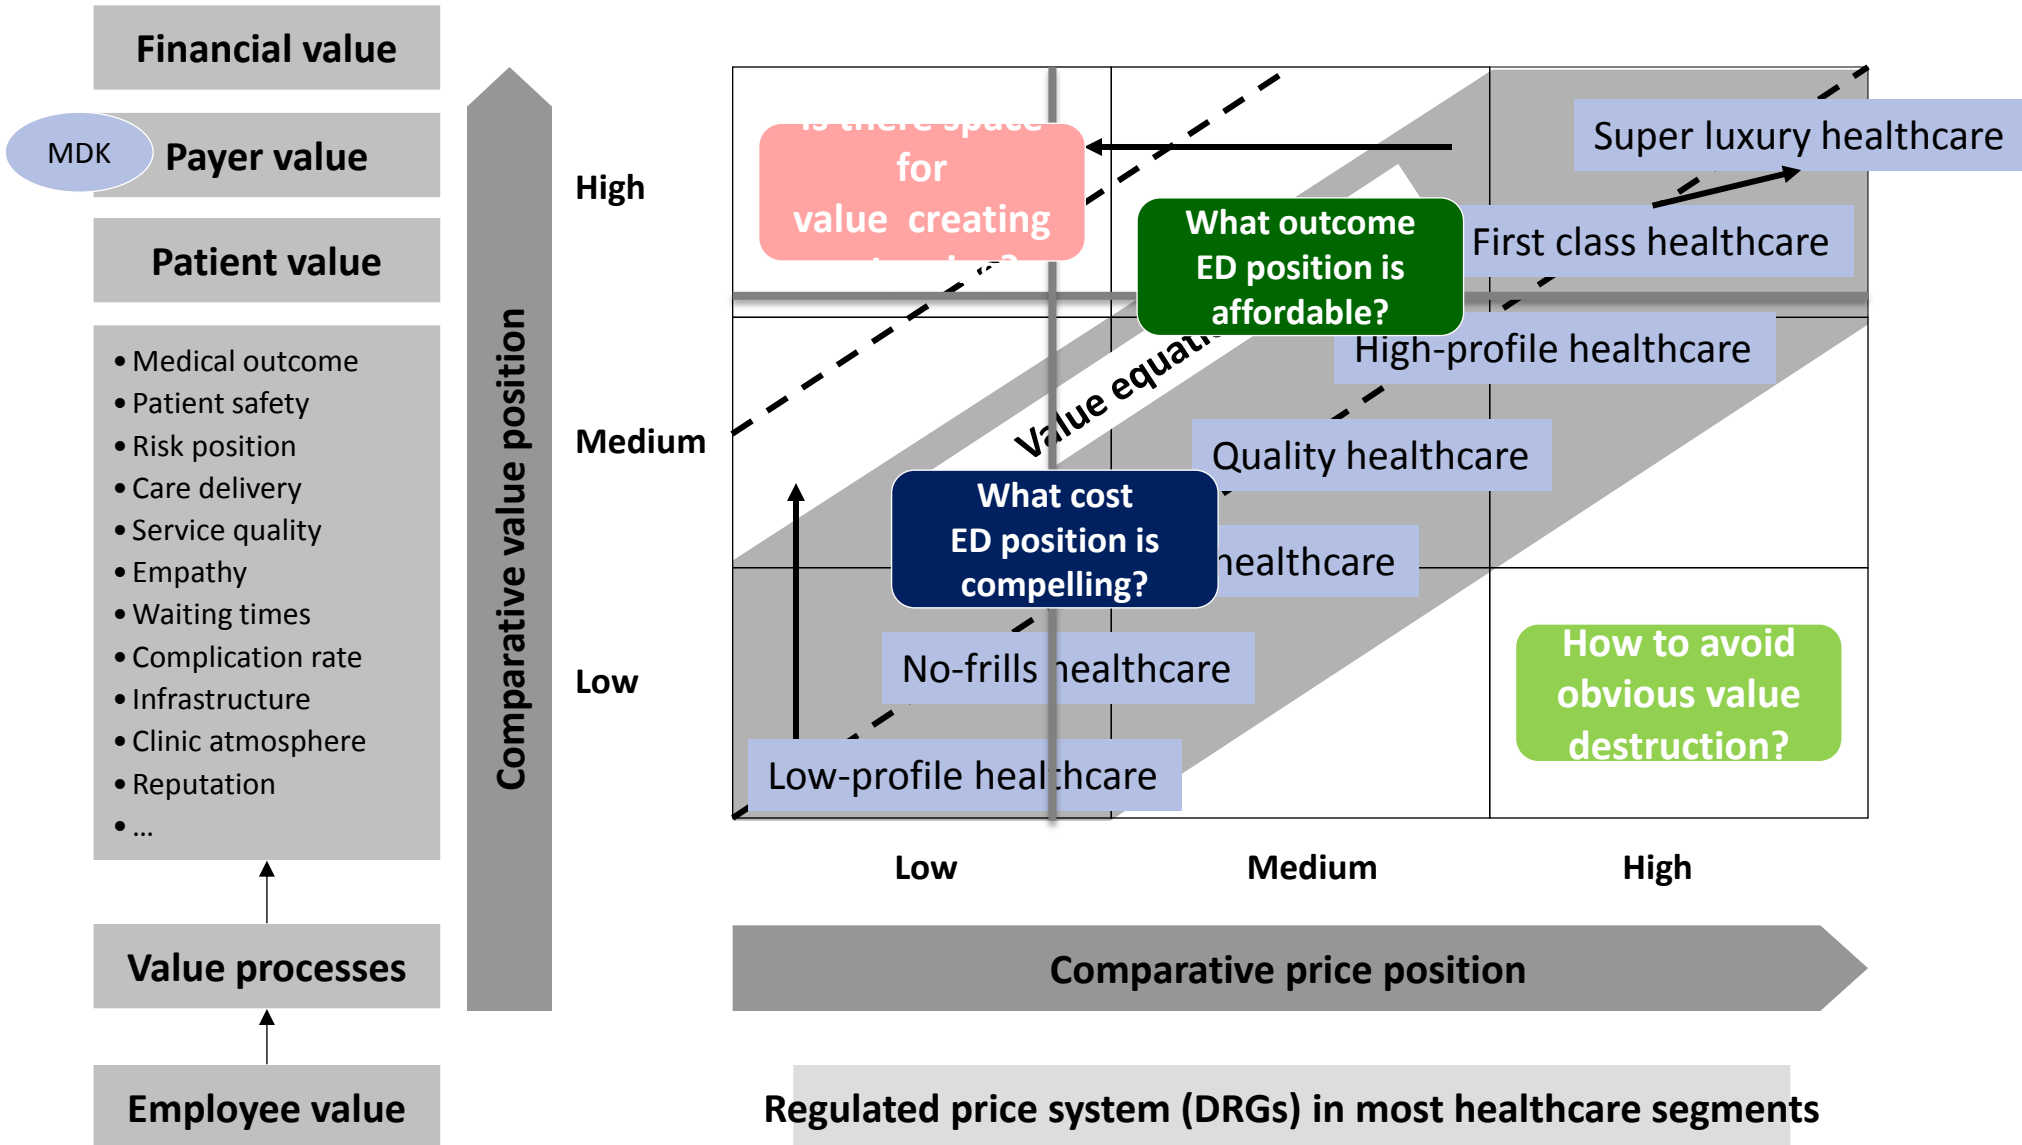 Financial value
MDK
Payer value
Patient value
• Medical outcome
• Patient safety
• Risk position
• Care delivery
• Service quality
• Empathy
• Waiting times
• Complication rate
• Infrastructure
• Clinic atmosphere
• Reputation
• ...
Value processes
Employee value
Comparative value position
High
Medium
Low
Is there space
for
value creating
What outcome
ED position is
affordable?
Super luxury healthcare
First class healthcare
High-profile healthcare
Value
Quality healthcare
What cost
ED position is
compelling?
healthcare
No-frills healthcare
Low-profile healthcare
How to avoid
obvious value
destruction?
Low
Medium
High
Comparative price position
Regulated price system (DRGs) in most healthcare segments